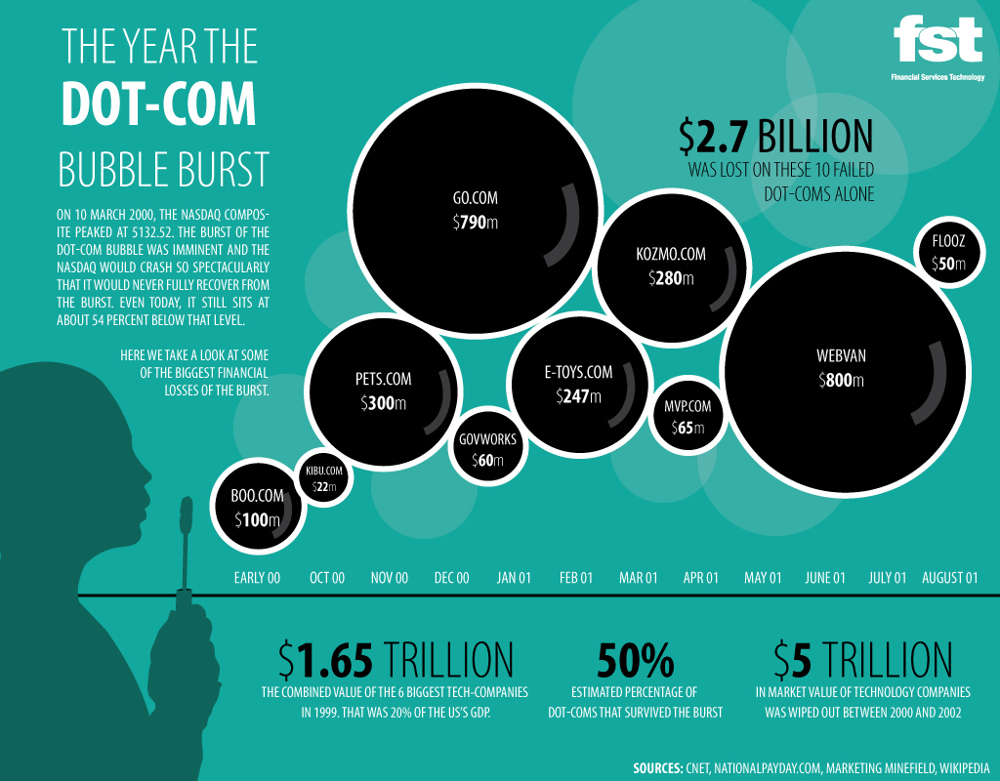 THE YEAR THE
DOT-COM
BUBBLE BURST
ON 10 MARCH 2000, THE NASDAQ COMPOS-
ITE PEAKED AT 5132.52. THE BURST OF THE
DOT-COM BUBBLE WAS IMMINENT AND THE
NASDAQ WOULD CRASH SO SPECTACULARLY
THAT IT WOULD NEVER FULLY RECOVER FROM
THE BURST. EVEN TODAY, IT STILL SITS AT
ABOUT 54 PERCENT BELOW THAT LEVEL.
HERE WE TAKE A LOOK AT SOME
OF THE BIGGEST FINANCIAL
LOSSES OF THE BURST.
fst
Financial Services Technology
$2.7 BILLION
WAS LOST ON THESE 10 FAILED
DOT-COMS ALONE
BOO.COM
$100m
KIBU.COM
$22m
PETS.COM
$300m
GO.COM
$790m
GOVWORKS
$60m
E-TOYS.COM
$247m
KOZMO.COM
$280m
MVP.COM
$65m
WEBVAN
$800m
FLOOZ
$50m
EARLY 00 OCT 00 NOV 00 DEC 00 JAN 01 FEB 01 MAR 01 APR 01 MAY 01 JUNE 01 JULY 01 AUGUST 01
$1.65 TRILLION
THE COMBINED VALUE OF THE 6 BIGGEST TECH-COMPANIES
IN 1999. THAT WAS 20% OF THE US'S GDP.
50%
ESTIMATED PERCENTAGE OF
DOT-COMS THAT SURVIVED THE BURST
$5 TRILLION
IN MARKET VALUE OF TECHNOLOGY COMPANIES
WAS WIPED OUT BETWEEN 2000 AND 2002
SOURCES: CNET, NATIONALPAYDAY.COM, MARKETING MINEFIELD, WIKIPEDIA